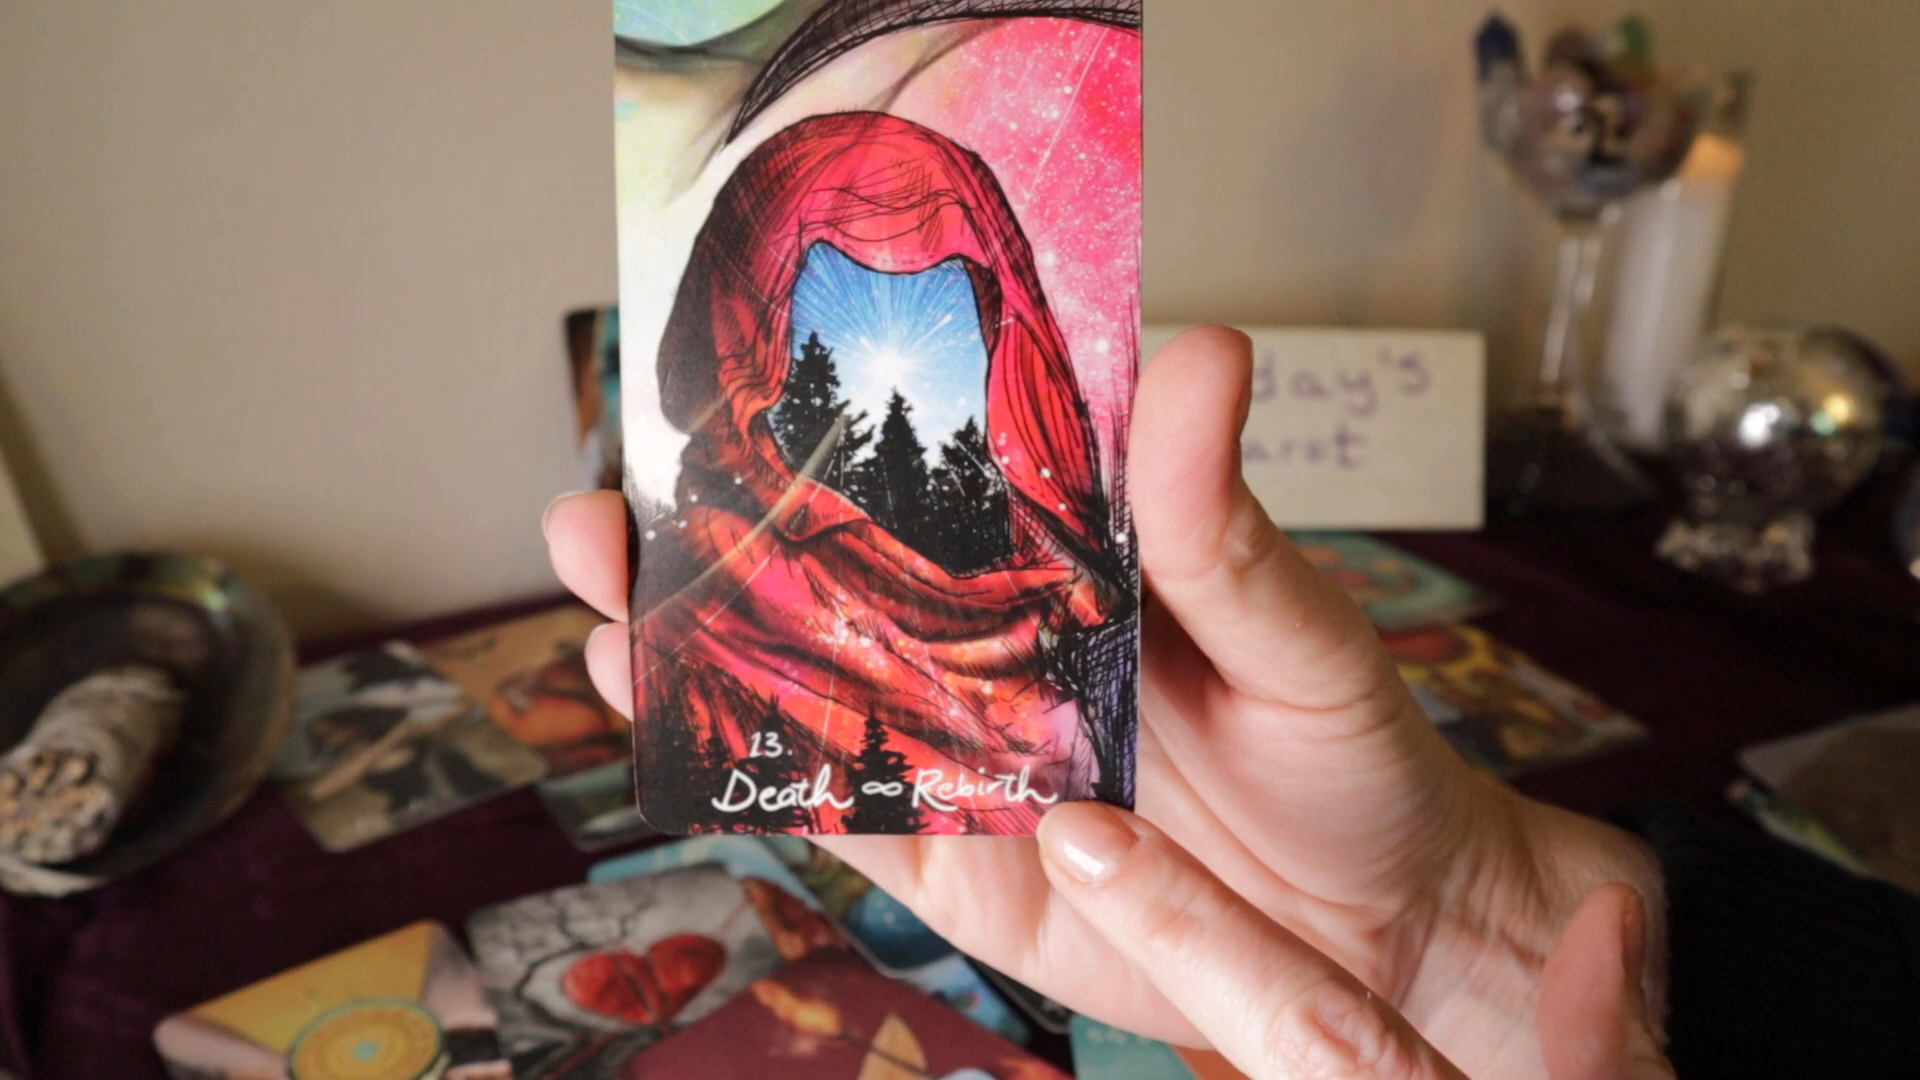 13.
Death ∞ Rebirth
day's
arot